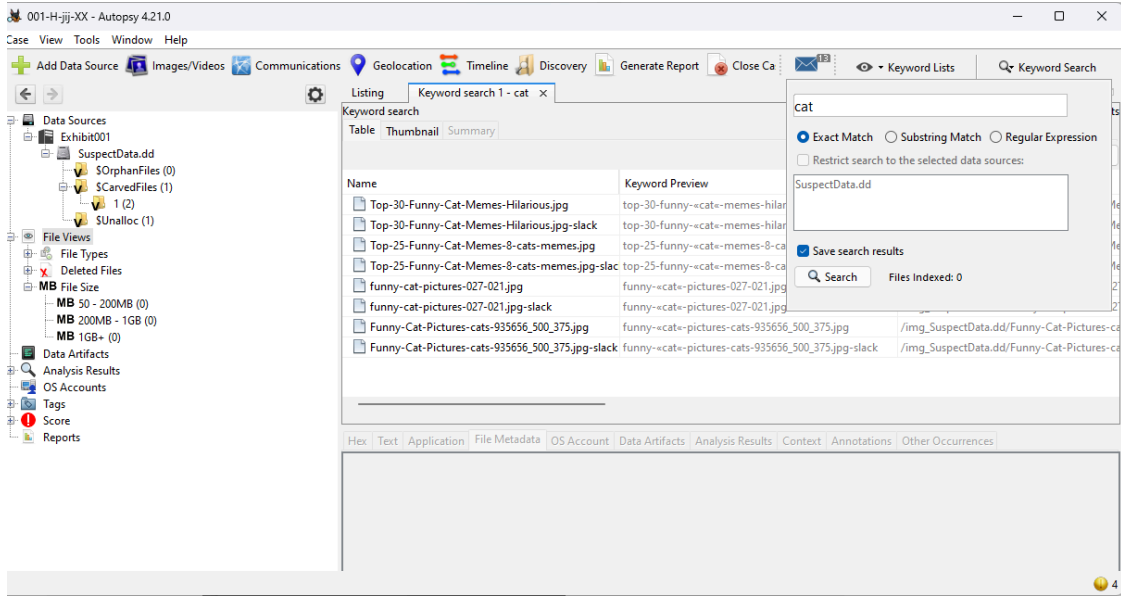 001-H-jij-XX - Autopsy 4.21.0
Case View Tools Window Help
Add Data Source Images/Videos Communications Geolocation Timeline Discovery Generate Report Close Ca 13 Keyword Lists Keyword Search
Data Sources
Exhibit001
SuspectData.dd
$OrphanFiles (0)
$CarvedFiles (1)
1 (2)
$Unalloc (1)
File Views
File Types
Deleted Files
MB File Size
MB 50 - 200MB (0)
MB 200MB - 1GB (0)
MB 1GB+ (0)
Data Artifacts
Analysis Results
OS Accounts
Tags
Score
Reports
Listing Keyword search 1 - cat
Keyword search
Table Thumbnail Summary
Name Keyword Preview
Top-30-Funny-Cat-Memes-Hilarious.jpg top-30-funny-«cat«-memes-hilar
Top-30-Funny-Cat-Memes-Hilarious.jpg-slack top-30-funny-«cat«-memes-hilar
Top-25-Funny-Cat-Memes-8-cats-memes.jpg top-25-funny-«cat«-memes-8-ca
Top-25-Funny-Cat-Memes-8-cats-memes.jpg-slac top-25-funny-«cat«-memes-8-ca
funny-cat-pictures-027-021.jpg funny-«cat«-pictures-027-021.jpg
funny-cat-pictures-027-021.jpg-slack funny-«cat«-pictures-027-021.jpg
Funny-Cat-Pictures-cats-935656_500_375.jpg funny-«cat«-pictures-cats-935656_500_375.jpg /img_SuspectData.dd/Funny-Cat-Pictures-ca
Funny-Cat-Pictures-cats-935656_500_375.jpg-slack funny-«cat«-pictures-cats-935656_500_375.jpg-slack /img_SuspectData.dd/Funny-Cat-Pictures-ca
cat
Exact Match Substring Match Regular Expression
Restrict search to the selected data sources:
SuspectData.dd
Save search results
Search Files Indexed: 0
Hex Text Application File Metadata OS Account Data Artifacts Analysis Results Context Annotations Other Occurrences
4